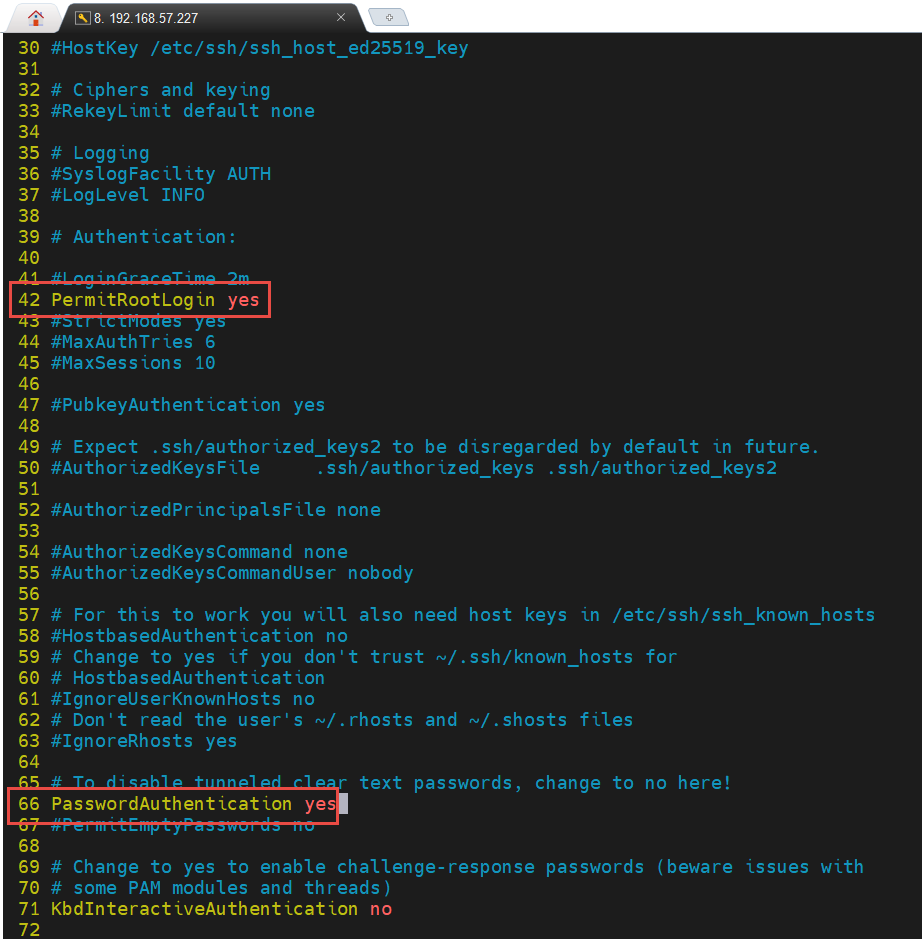 8. 192.168.57.227
30 #HostKey /etc/ssh/ssh_host_ed25519_key
31
32 # Ciphers and keying
33 #RekeyLimit default none
34
35 # Logging
36 #SyslogFacility AUTH
37 #LogLevel INFO
38
39 # Authentication:
40
41 #LoginGraceTime 2m
42 PermitRootLogin yes
43 #StrictModes yes
44 #MaxAuthTries 6
45 #MaxSessions 10
46
47 #PubkeyAuthentication yes
48
49 # Expect .ssh/authorized_keys2 to be disregarded by default in future.
50 #AuthorizedKeysFile     .ssh/authorized_keys .ssh/authorized_keys2
51
52 #AuthorizedPrincipalsFile none
53
54 #AuthorizedKeysCommand none
55 #AuthorizedKeysCommandUser nobody
56
57 # For this to work you will also need host keys in /etc/ssh/ssh_known_hosts
58 #HostbasedAuthentication no
59 # Change to yes if you don't trust ~/.ssh/known_hosts for
60 # HostbasedAuthentication
61 #IgnoreUserKnownHosts no
62 # Don't read the user's ~/.rhosts and ~/.shosts files
63 #IgnoreRhosts yes
64
65 # To disable tunneled clear text passwords, change to no here!
66 PasswordAuthentication yes
67 #PermitEmptyPasswords no
68
69 # Change to yes to enable challenge-response passwords (beware issues with
70 # some PAM modules and threads)
71 KbdInteractiveAuthentication no
72